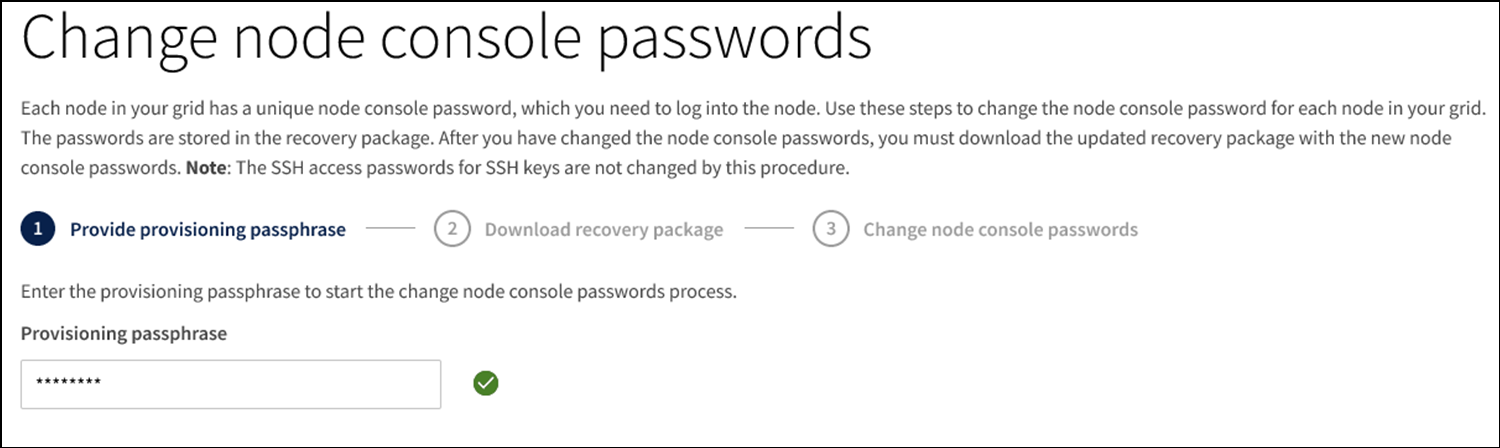 Change node console passwords
Each node in your grid has a unique node console password, which you need to log into the node. Use these steps to change the node console password for each node in your grid.
The passwords are stored in the recovery package. After you have changed the node console passwords, you must download the updated recovery package with the new node
console passwords. Note: The SSH access passwords for SSH keys are not changed by this procedure.
1 Provide provisioning passphrase 2 Download recovery package 3 Change node console passwords
Enter the provisioning passphrase to start the change node console passwords process.
Provisioning passphrase
********